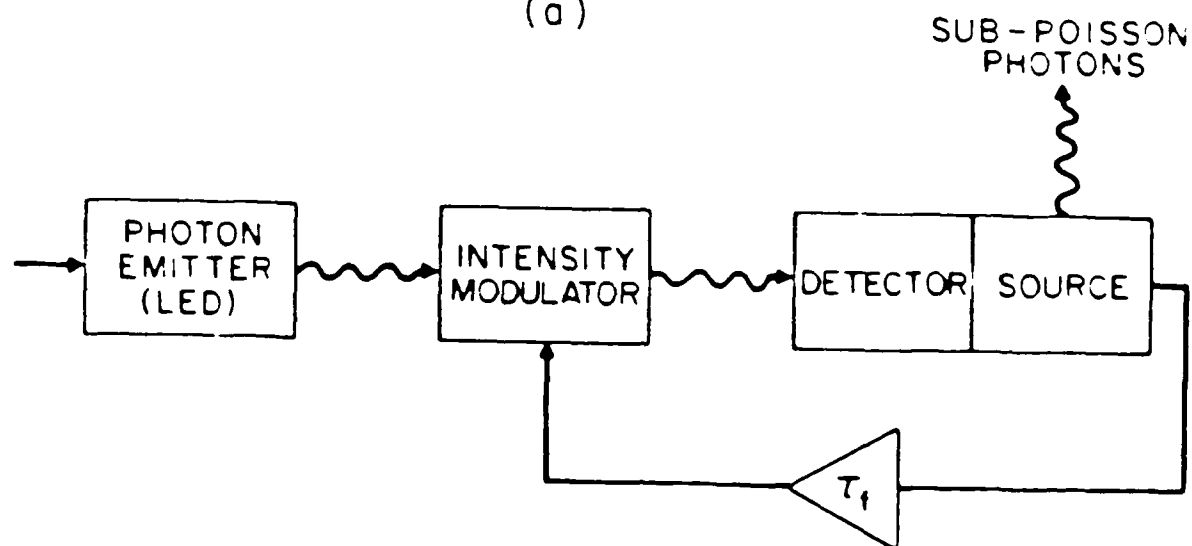 (a)
SUB-POISSON
PHOTONS
PHOTON
EMITTER
(LED)
INTENSITY
MODULATOR
DETECTOR
SOURCE
τf